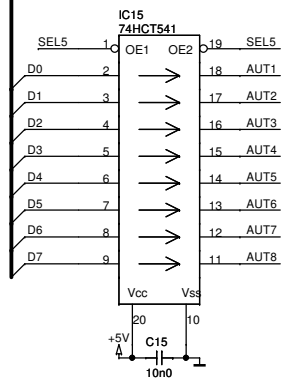 IC15
74HCT541
SEL5 1 OE1 OE2 19 SEL5
D0 2 18 AUT1
D1 3 17 AUT2
D2 4 16 AUT3
D3 5 15 AUT4
D4 6 14 AUT5
D5 7 13 AUT6
D6 8 12 AUT7
D7 9 11 AUT8
Vcc Vss
20 10
+5V C15
10n0